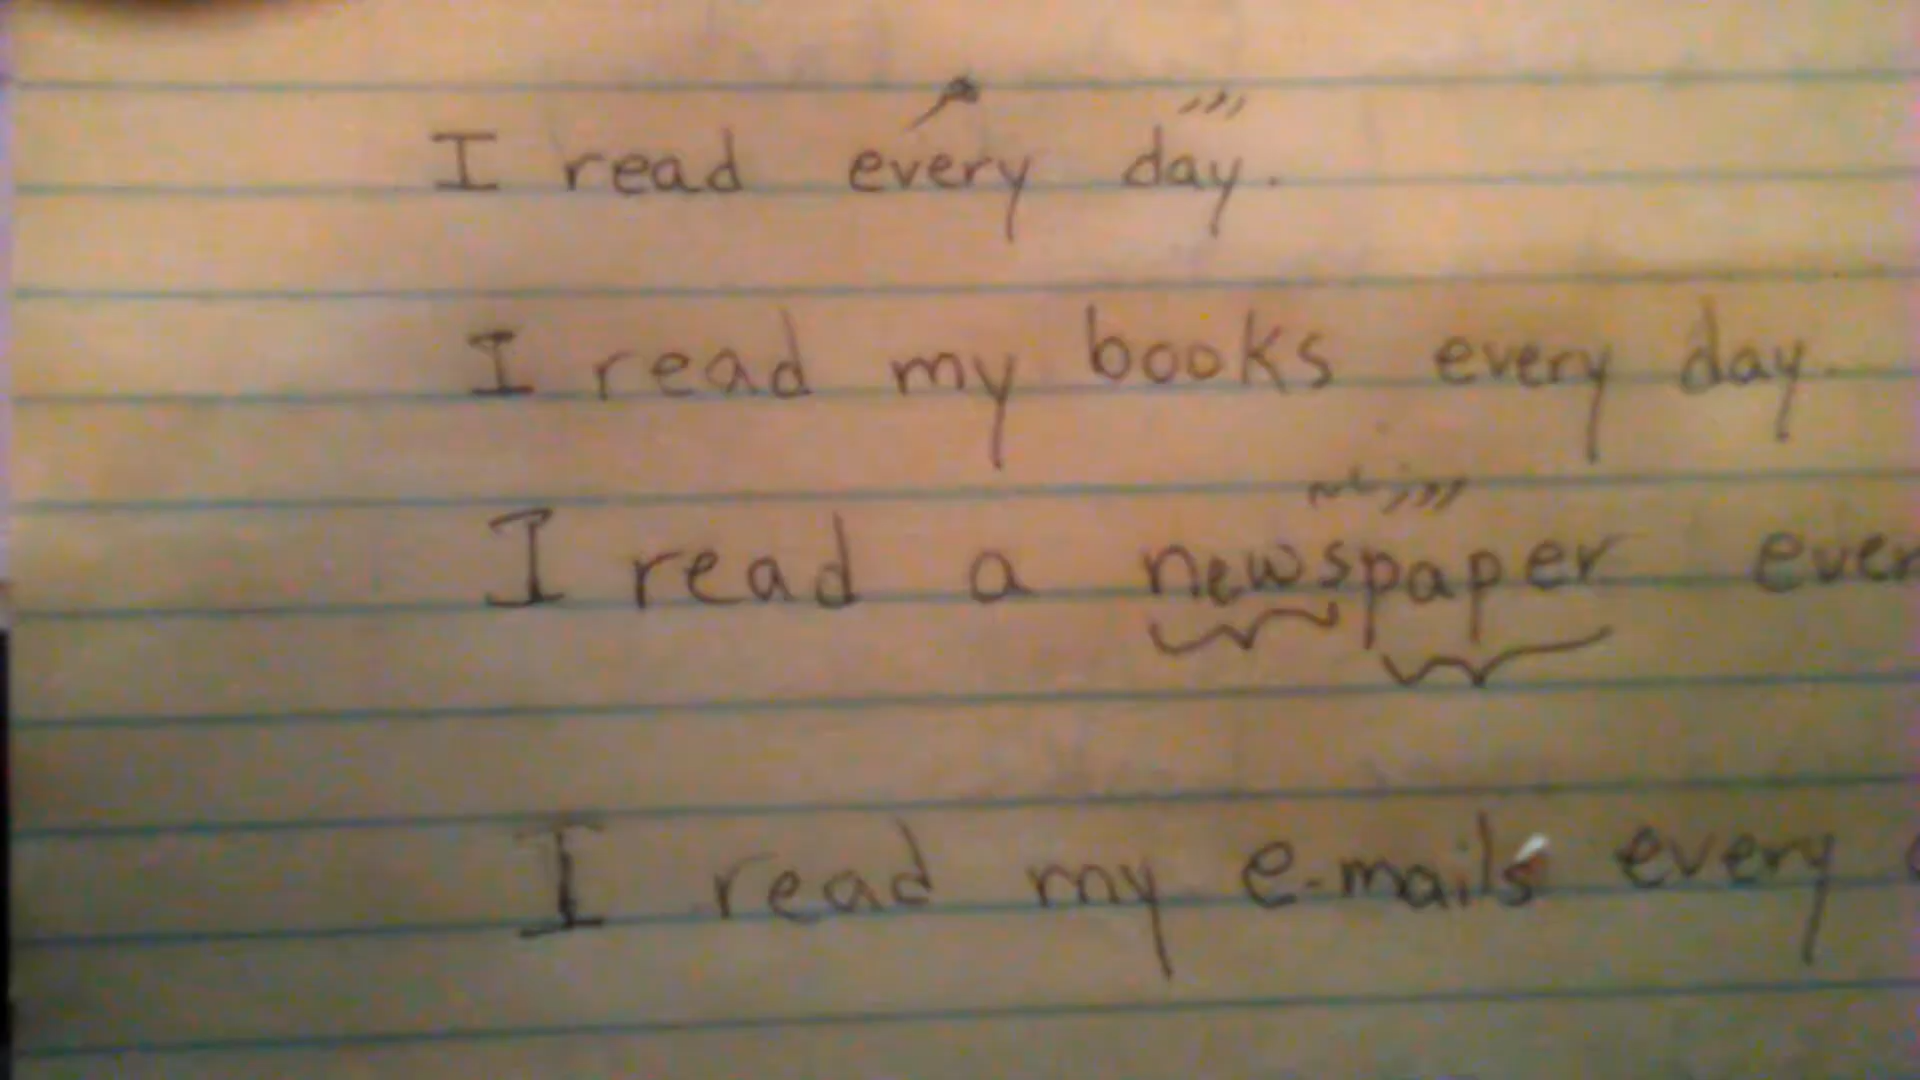 I read every day.
I read my books every day.
I read a newspaper ever
I read my e-mails every